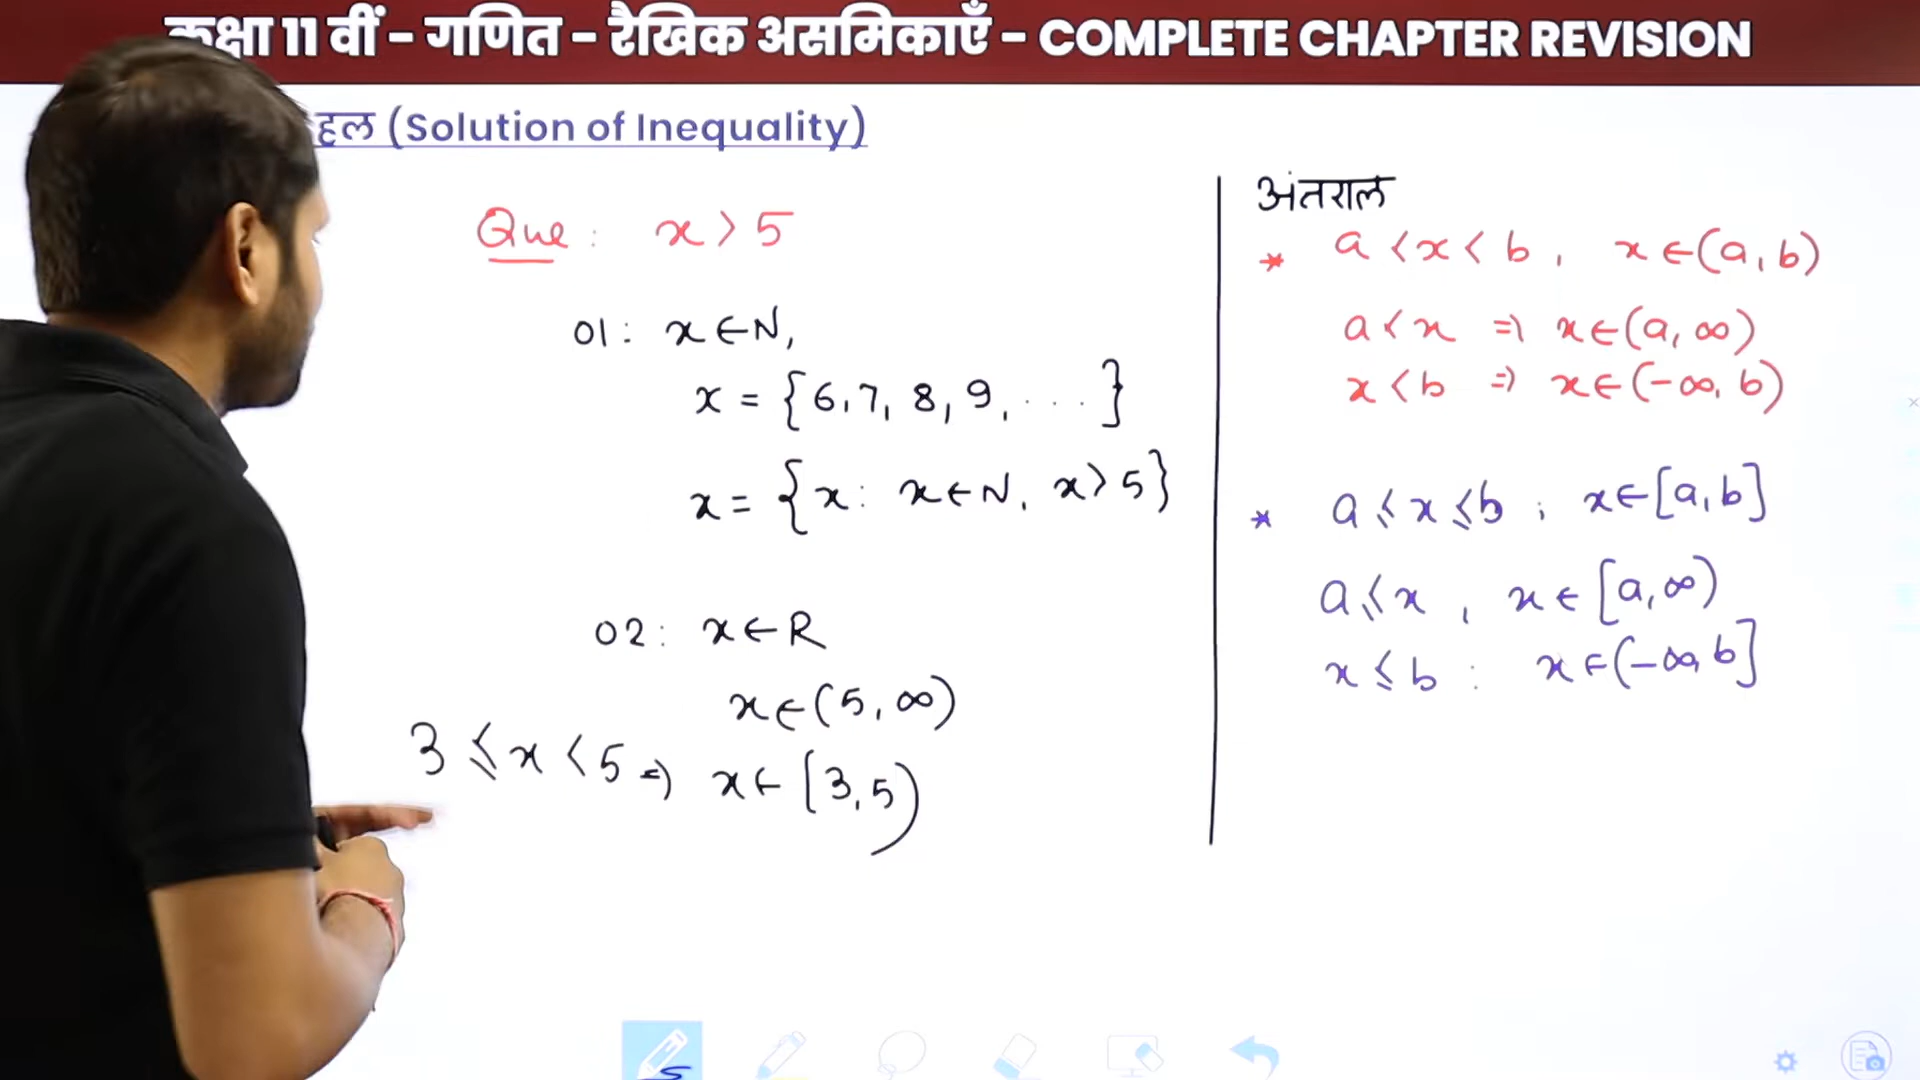 कक्षा 11 वीं – गणित – रैखिक असमिकाएँ – COMPLETE CHAPTER REVISION
हल (Solution of Inequality)
Que : x > 5
01 : x ∈ N,
x = {6, 7, 8, 9, . . . .}
x = {x : x ∈ N, x > 5}
02 : x ∈ R
x ∈ (5, ∞)
3 ≤ x < 5 ⇒ x ∈ [3, 5)
अंतराल
* a < x < b , x ∈ (a, b)
a < x ⇒ x ∈ (a, ∞)
x < b ⇒ x ∈ (-∞, b)
* a ≤ x ≤ b ; x ∈ [a, b]
a ≤ x , x ∈ [a, ∞)
x ≤ b : x ∈ (-∞, b]